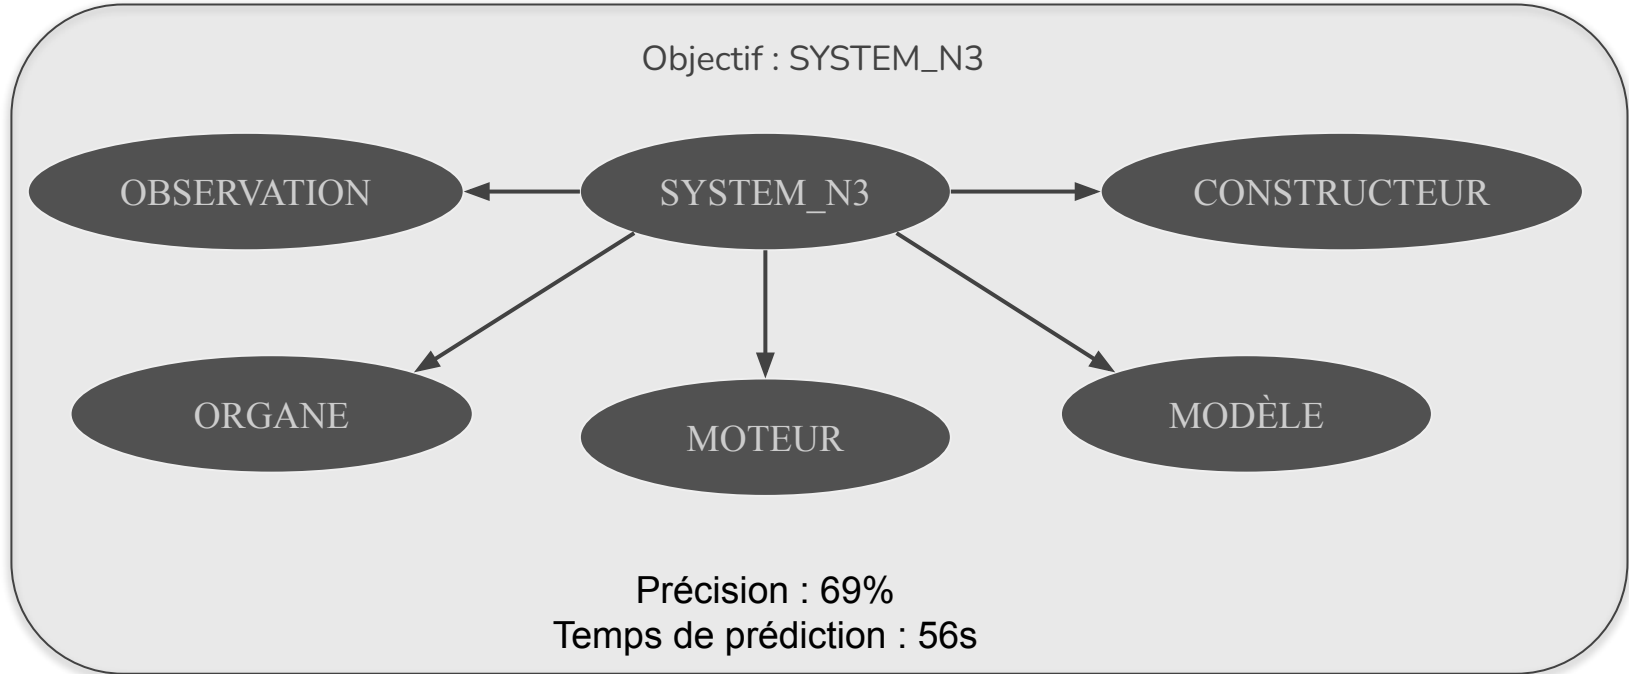 Objectif : SYSTEM_N3
OBSERVATION
SYSTEM_N3
CONSTRUCTEUR
ORGANE
MOTEUR
MODÈLE
Précision : 69%
Temps de prédiction : 56s